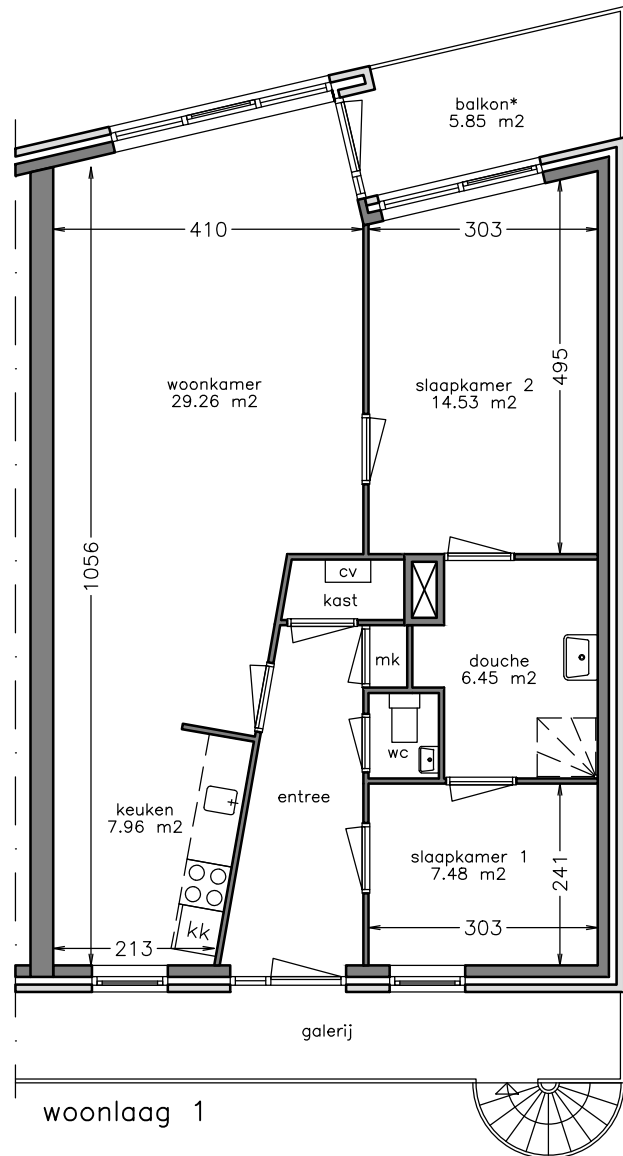 balkon*
5.85 m2
410
303
woonkamer
29.26 m2
slaapkamer 2
14.53 m2
495
1056
cv
kast
mk
douche
6.45 m2
wc
keuken
7.96 m2
entree
slaapkamer 1
7.48 m2
241
kk
213
303
galerij
woonlaag 1